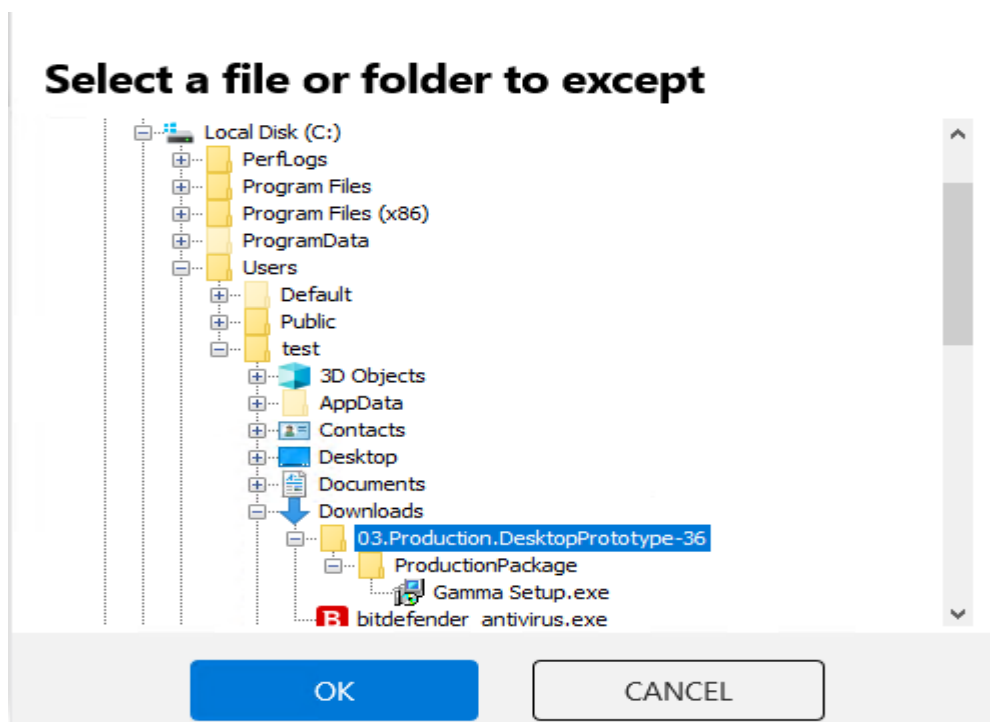 Select a file or folder to except
Local Disk (C:)
PerfLogs
Program Files
Program Files (x86)
ProgramData
Users
Default
Public
test
3D Objects
AppData
Contacts
Desktop
Documents
Downloads
03.Production.DesktopPrototype-36
ProductionPackage
Gamma Setup.exe
B bitdefender_antivirus.exe
OK CANCEL